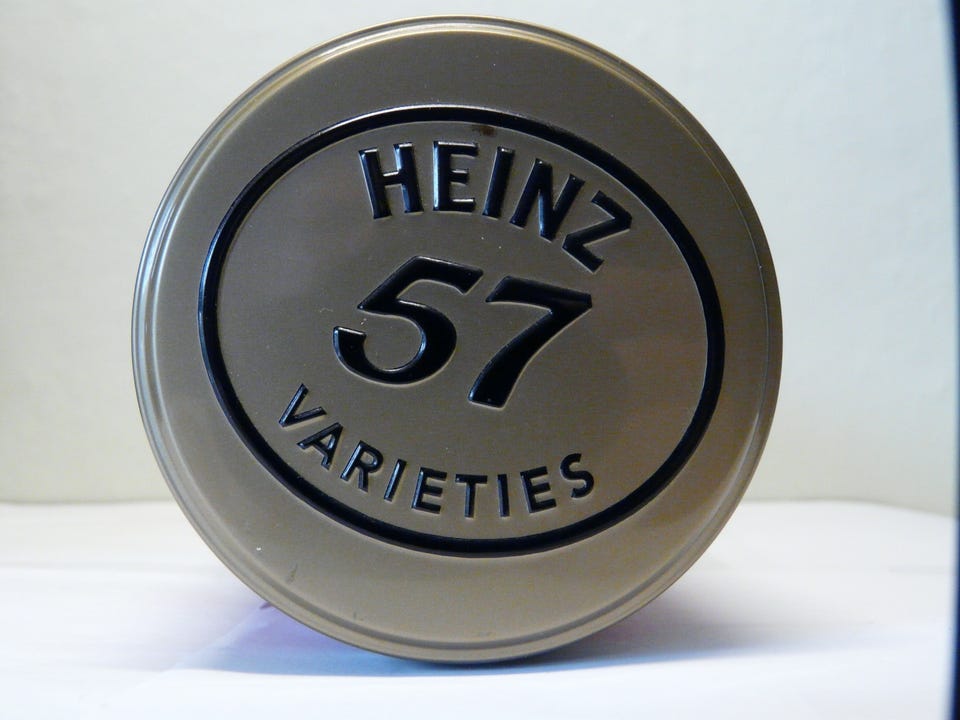 HEINZ
57
VARIETIES